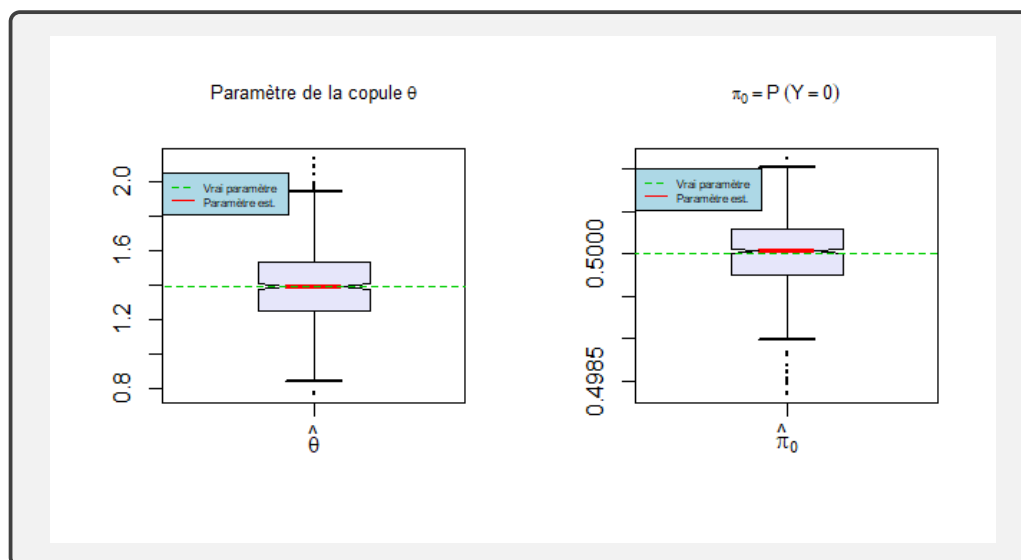 Paramètre de la copule θ
2.0
1.6
1.2
0.8
Vrai paramètre
Paramètre est.
θ̂
π₀ = P (Y = 0)
0.5000
0.4985
Vrai paramètre
Paramètre est.
π̂₀